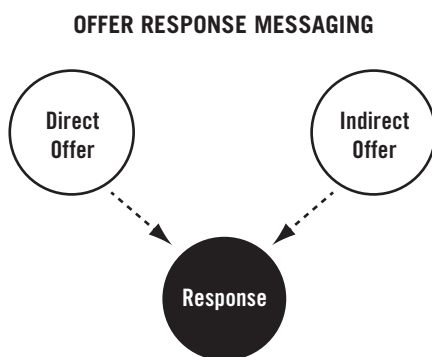 OFFER RESPONSE MESSAGING
Direct
Offer
Indirect
Offer
Response